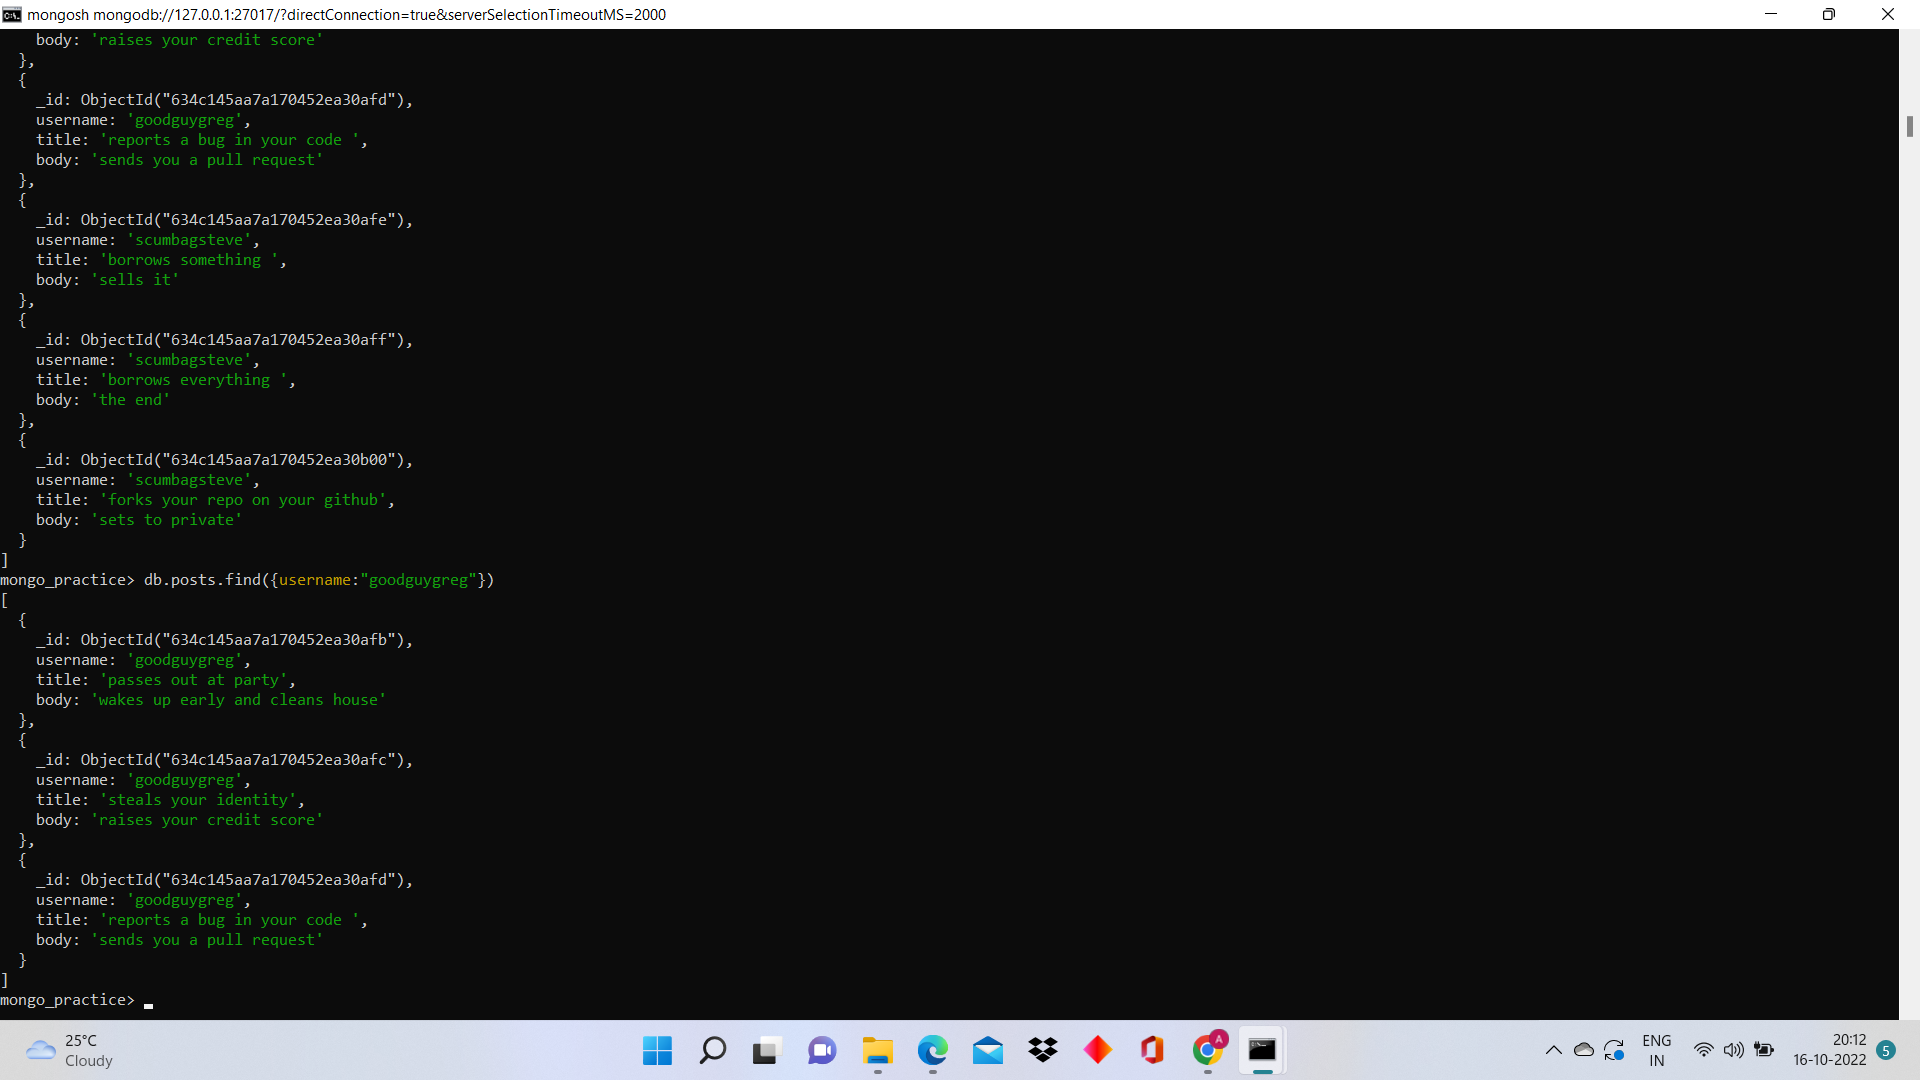 mongosh mongodb://127.0.0.1:27017/?directConnection=true&serverSelectionTimeoutMS=2000
    body: 'raises your credit score'
  },
  {
    _id: ObjectId("634c145aa7a170452ea30afd"),
    username: 'goodguygreg',
    title: 'reports a bug in your code ',
    body: 'sends you a pull request'
  },
  {
    _id: ObjectId("634c145aa7a170452ea30afe"),
    username: 'scumbagsteve',
    title: 'borrows something ',
    body: 'sells it'
  },
  {
    _id: ObjectId("634c145aa7a170452ea30aff"),
    username: 'scumbagsteve',
    title: 'borrows everything ',
    body: 'the end'
  },
  {
    _id: ObjectId("634c145aa7a170452ea30b00"),
    username: 'scumbagsteve',
    title: 'forks your repo on your github',
    body: 'sets to private'
  }
]
mongo_practice> db.posts.find({username:"goodguygreg"})
[
  {
    _id: ObjectId("634c145aa7a170452ea30afb"),
    username: 'goodguygreg',
    title: 'passes out at party',
    body: 'wakes up early and cleans house'
  },
  {
    _id: ObjectId("634c145aa7a170452ea30afc"),
    username: 'goodguygreg',
    title: 'steals your identity',
    body: 'raises your credit score'
  },
  {
    _id: ObjectId("634c145aa7a170452ea30afd"),
    username: 'goodguygreg',
    title: 'reports a bug in your code ',
    body: 'sends you a pull request'
  }
]
mongo_practice>
25°C
Cloudy
A
ENG
IN
20:12
16-10-2022
5